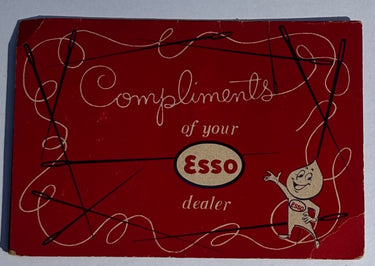 Compliments
of your
Esso
dealer
Esso